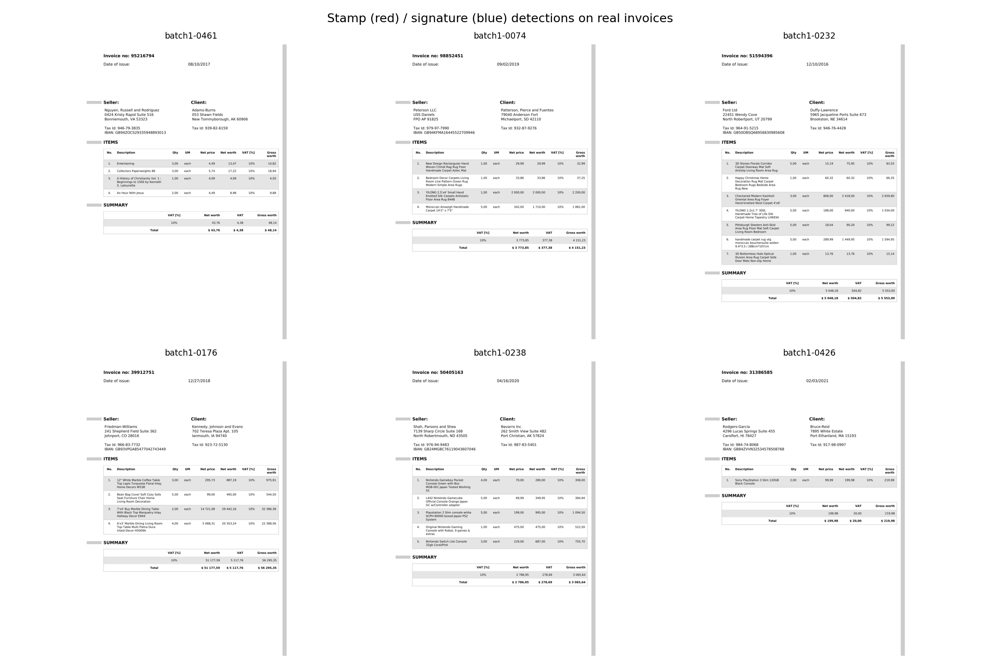 Stamp (red) / signature (blue) detections on real invoices
batch1-0461
Invoice no: 95216794
Date of issue: 08/10/2017
Seller: Client:
Nguyen, Russell and Rodriguez Adams-Burns
0424 Kristy Rapid Suite 516 053 Shawn Fields
Bonniemouth, VA 53323 New Tommyborough, AK 60906
Tax Id: 946-79-3835 Tax Id: 939-82-6159
IBAN: GB94ZOCS29335948893013
ITEMS
No. Description Qty UM Net price Net worth VAT [%] Gross
worth
1. Entertaining 3,00 each 4,49 13,47 10% 14,82
2. Collectors Paperweights 86 3,00 each 5,74 17,22 10% 18,94
3. A History of Christianity Vol. 1 : 1,00 each 4,09 4,09 10% 4,50
Beginnings to 1500 by Kenneth
S. Latourette
4. An Hour With Jesus 2,00 each 4,49 8,98 10% 9,88
SUMMARY
VAT [%] Net worth VAT Gross worth
10% 43,76 4,38 48,14
Total $ 43,76 $ 4,38 $ 48,14
batch1-0074
Invoice no: 98852451
Date of issue: 09/02/2019
Seller: Client:
Peterson LLC Patterson, Pierce and Fuentes
USS Daniels 79040 Anderson Fort
FPO AP 91825 Michaelport, SD 42110
Tax Id: 979-97-7990 Tax Id: 932-87-9276
IBAN: GB94KFMA16445522709946
ITEMS
No. Description Qty UM Net price Net worth VAT [%] Gross
worth
1. New Design Rectangular Hand 1,00 each 29,99 29,99 10% 32,99
Woven Chindi Rag Rug Floor
Handmade Carpet Aztec Mat
2. Bedroom Decor Carpets Living 1,00 each 33,86 33,86 10% 37,25
Room Line Pattern Green Rug
Modern Simple Area Rugs
3. YILONG 2.5'x4' Small Hand 1,00 each 2 000,00 2 000,00 10% 2 200,00
Knotted Silk Carpets Antistatic
Floor Area Rug 844B
4. Moroccan Amazigh Handmade 5,00 each 342,00 1 710,00 10% 1 881,00
Carpet 14'2" x 7'5"
SUMMARY
VAT [%] Net worth VAT Gross worth
10% 3 773,85 377,38 4 151,23
Total $ 3 773,85 $ 377,38 $ 4 151,23
batch1-0232
Invoice no: 51594396
Date of issue: 12/10/2016
Seller: Client:
Ford Ltd Duffy-Lawrence
22451 Wendy Cove 5965 Jacqueline Ports Suite 673
North Robertport, UT 20799 Brookston, NE 34614
Tax Id: 964-91-5215 Tax Id: 946-76-4428
IBAN: GB50DBSQ68956830985608
ITEMS
No. Description Qty UM Net price Net worth VAT [%] Gross
worth
1. 3D Stones Florals Corridor 5,00 each 15,19 75,95 10% 83,55
Carpet Doorway Mat Soft
Antislip Living Room Area Rug
2. Happy Christmas Home 1,00 each 60,32 60,32 10% 66,35
Decoration Rug Mat Carpet
Bedroom Rugs Bedside Area
Rug New
3. Checkered Modern Kashkoli 3,00 each 806,00 2 418,00 10% 2 659,80
Oriental Area Rug Foyer
Hand-knotted Wool Carpet 4'x6'
4. YILONG 1.2x1.7' 300L 5,00 each 188,00 940,00 10% 1 034,00
Handmade Tree of Life Silk
Carpet Home Tapestry LH693A
5. Pittsburgh Steelers Anti-Skid 5,00 each 18,04 90,20 10% 99,22
Area Rug Floor Mat Soft Carpet
Living Room Bedroom
6. handmade carpet rug vtg 5,00 each 289,99 1 449,95 10% 1 594,95
moroccan boucherouite wollen
9.4*3.5 / 288cm*107cm
7. 3D Bottomless Hole Optical 1,00 each 13,76 13,76 10% 15,14
Illusion Area Rug Carpet Sofa
Door Mats Non-slip Home
SUMMARY
VAT [%] Net worth VAT Gross worth
10% 5 048,18 504,82 5 553,00
Total $ 5 048,18 $ 504,82 $ 5 553,00
batch1-0176
Invoice no: 39912751
Date of issue: 12/27/2018
Seller: Client:
Friedman-Williams Kennedy, Johnson and Evans
241 Shepherd Field Suite 362 702 Teresa Plaza Apt. 105
Johnport, CO 28016 Ianmouth, IA 94740
Tax Id: 966-83-7732 Tax Id: 923-72-5130
IBAN: GB93VPGA85477042743449
ITEMS
No. Description Qty UM Net price Net worth VAT [%] Gross
worth
1. 12" White Marble Coffee Table 3,00 each 295,73 887,19 10% 975,91
Top Lapis Turquoise Floral Inlay
Home Decors W538
2. Bean Bag Cover Soft Cozy Sofa 5,00 each 99,00 495,00 10% 544,50
Seat Furniture Chair Home
Living Room Decoration
3. 7'x4' Buy Marble Dining Table 2,00 each 14 721,08 29 442,16 10% 32 386,38
With Black Top Marquetry Inlay
Hallway Decor E944
4. 6'x3' Marble Dining Living Room 4,00 each 5 088,31 20 353,24 10% 22 388,56
Top Table Multi Pietra Dura
Inlaid Decor H5009A
SUMMARY
VAT [%] Net worth VAT Gross worth
10% 51 177,59 5 117,76 56 295,35
Total $ 51 177,59 $ 5 117,76 $ 56 295,35
batch1-0238
Invoice no: 50405163
Date of issue: 04/16/2020
Seller: Client:
Shah, Parsons and Shea Navarro Inc
7139 Sharp Circle Suite 168 262 Smith View Suite 482
North Robertmouth, ND 43505 Port Christian, AK 57824
Tax Id: 976-94-9483 Tax Id: 987-83-5401
IBAN: GB24MGBC76119043607046
ITEMS
No. Description Qty UM Net price Net worth VAT [%] Gross
worth
1. Nintendo Gameboy Pocket 4,00 each 70,00 280,00 10% 308,00
Console Green with Box
MGB-001 Japan Tested Working
55
2. L442 Nintendo Gamecube 5,00 each 69,99 349,95 10% 384,94
Official Console Orange Japan
GC w/Controller adapter
3. Playstation 2 Slim console white 5,00 each 199,00 995,00 10% 1 094,50
SCPH-90000 boxed Japan PS2
System
4. Original Nintendo Gaming 1,00 each 475,00 475,00 10% 522,50
Console with Robot, 9 games &
extras
5. Nintendo Switch Lite Console 3,00 each 229,00 687,00 10% 755,70
32gb Coral/Pink
SUMMARY
VAT [%] Net worth VAT Gross worth
10% 2 786,95 278,69 3 065,64
Total $ 2 786,95 $ 278,69 $ 3 065,64
batch1-0426
Invoice no: 31386585
Date of issue: 02/03/2021
Seller: Client:
Rodgers-Garcia Bruce-Reid
4296 Lucas Springs Suite 455 7895 White Estate
Carolfort, HI 78427 Port Ethanland, MA 15193
Tax Id: 984-74-8068 Tax Id: 917-98-0997
IBAN: GB84ZVVN32534578508768
ITEMS
No. Description Qty UM Net price Net worth VAT [%] Gross
worth
1. Sony PlayStation 3 Slim 120GB 2,00 each 99,99 199,98 10% 219,98
Black Console
SUMMARY
VAT [%] Net worth VAT Gross worth
10% 199,98 20,00 219,98
Total $ 199,98 $ 20,00 $ 219,98